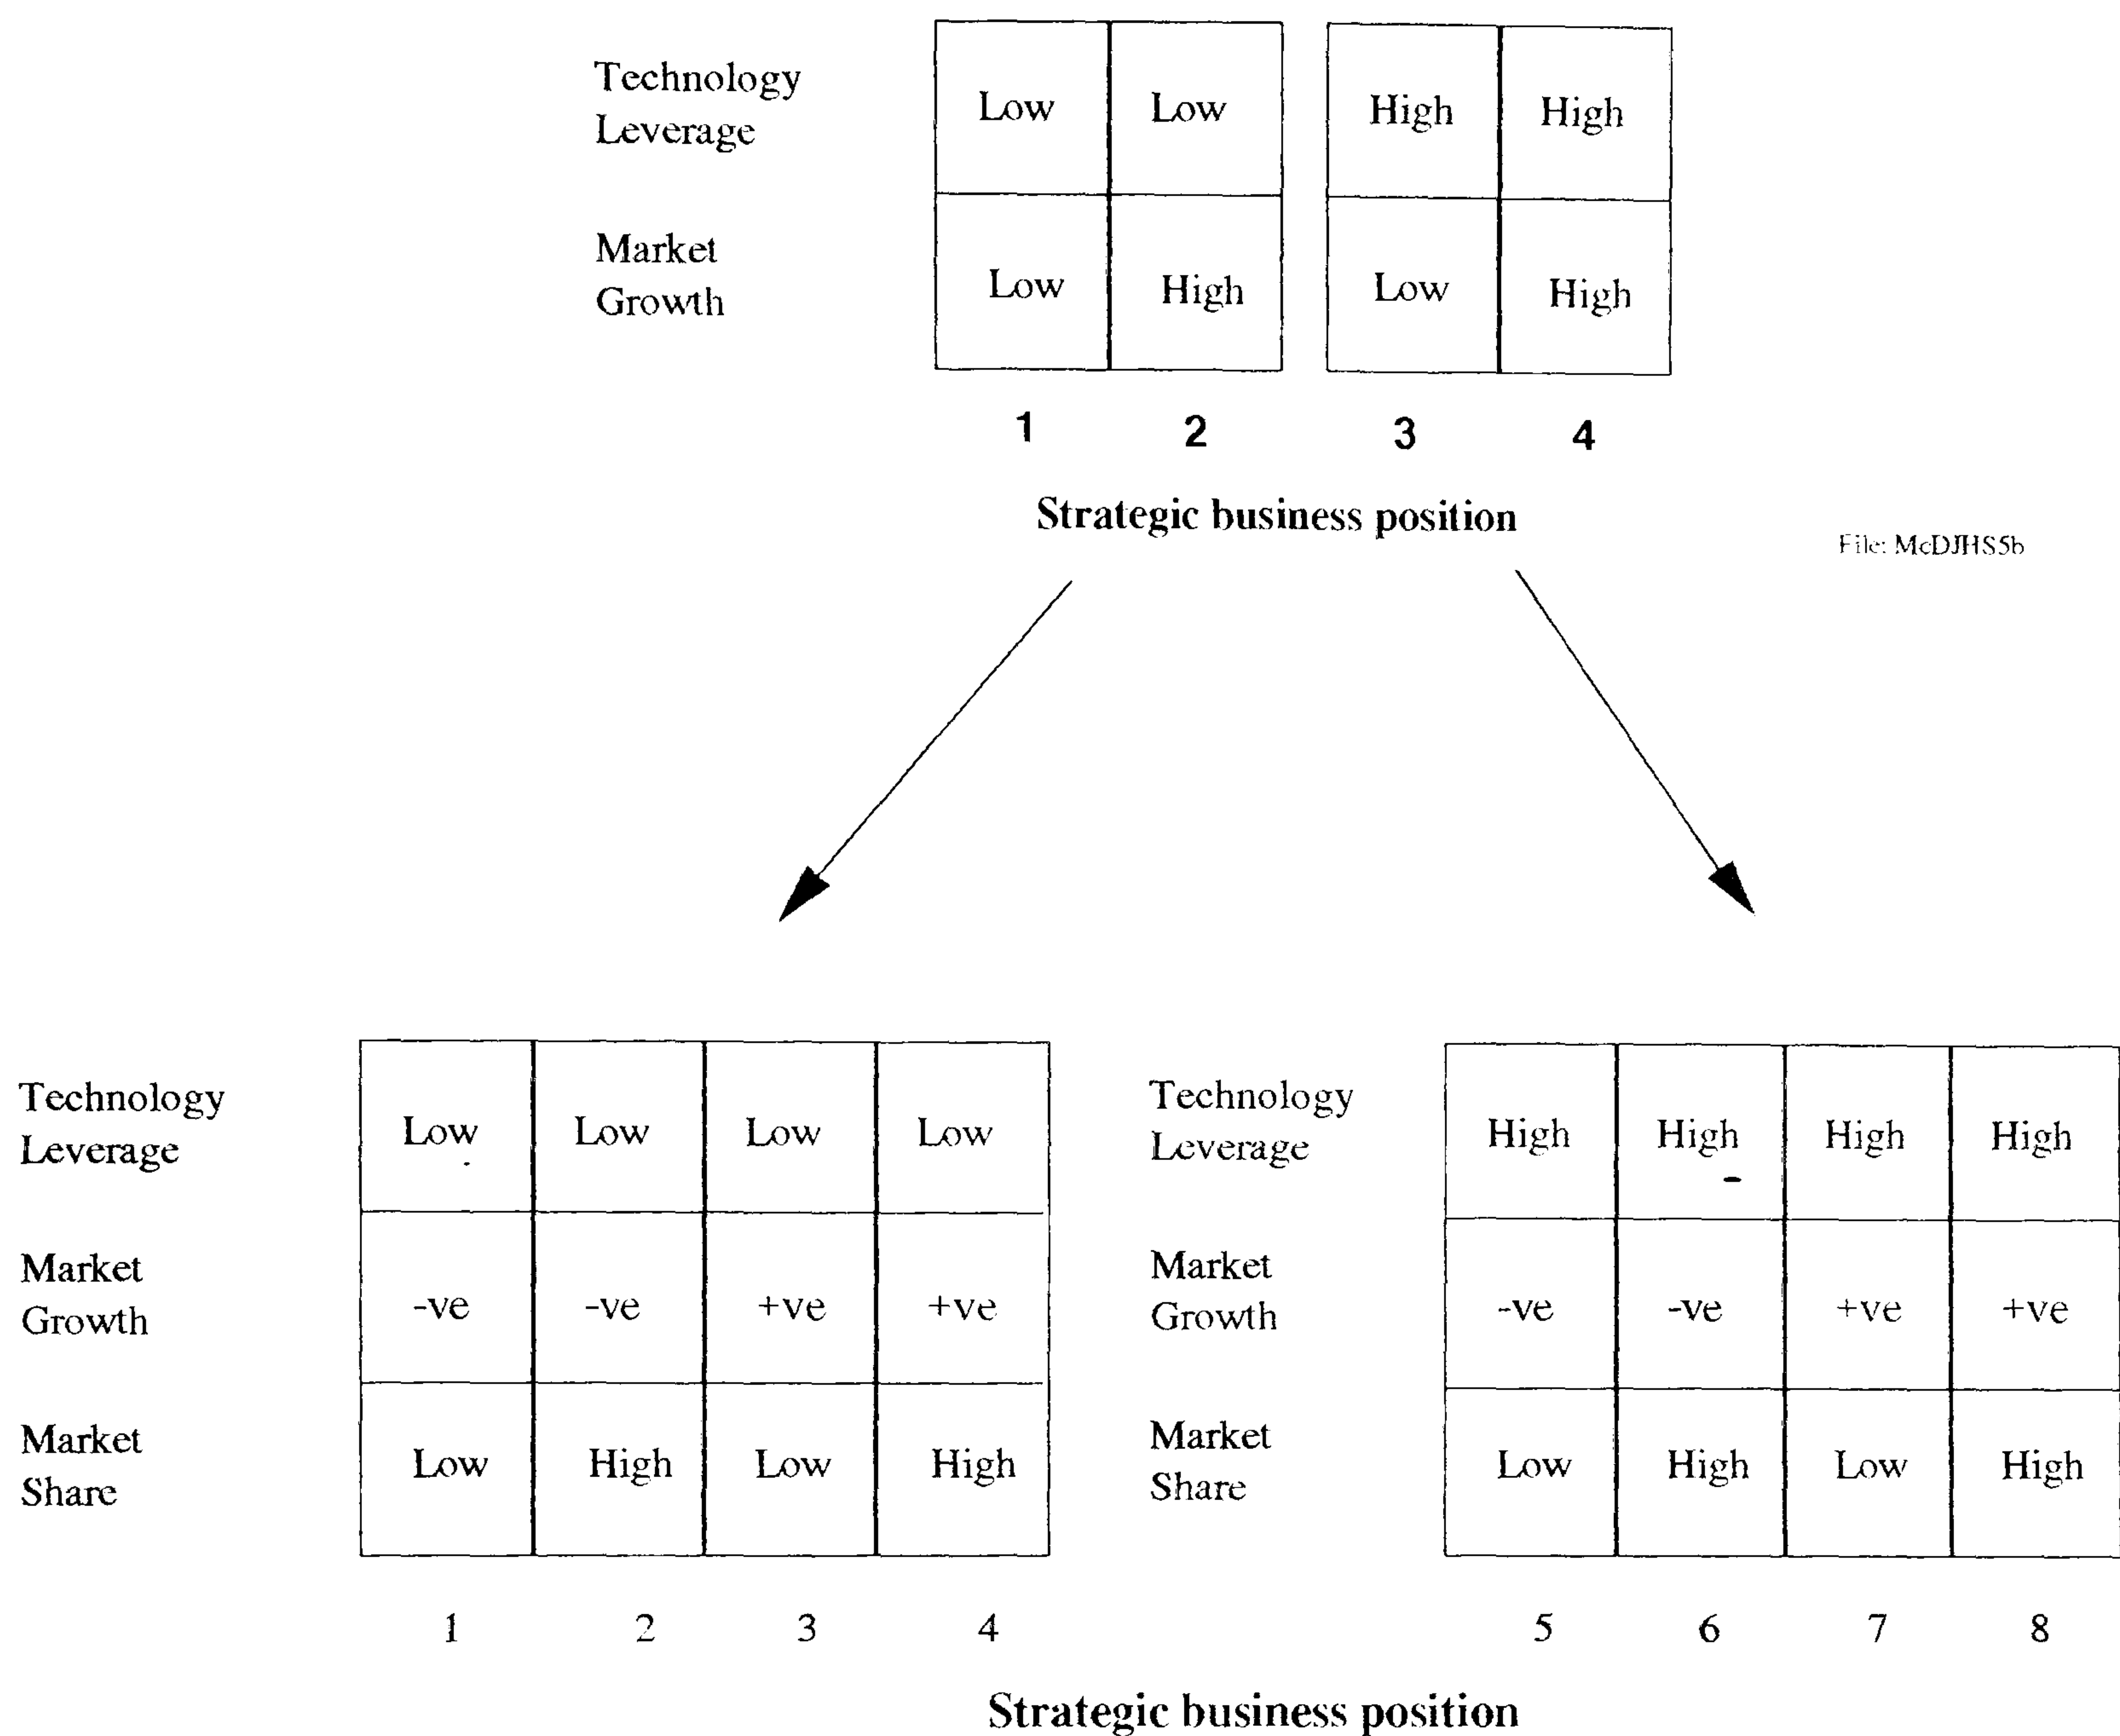 Technology
Leverage
Low Low High High
Market
Growth
Low High Low High
1 2 3 4
Strategic business position
File: McDJHS5b
Technology
Leverage
Low Low Low Low
Market
Growth
-ve -ve +ve +ve
Market
Share
Low High Low High
1 2 3 4
Technology
Leverage
High High High High
Market
Growth
-ve -ve +ve +ve
Market
Share
Low High Low High
5 6 7 8
Strategic business position